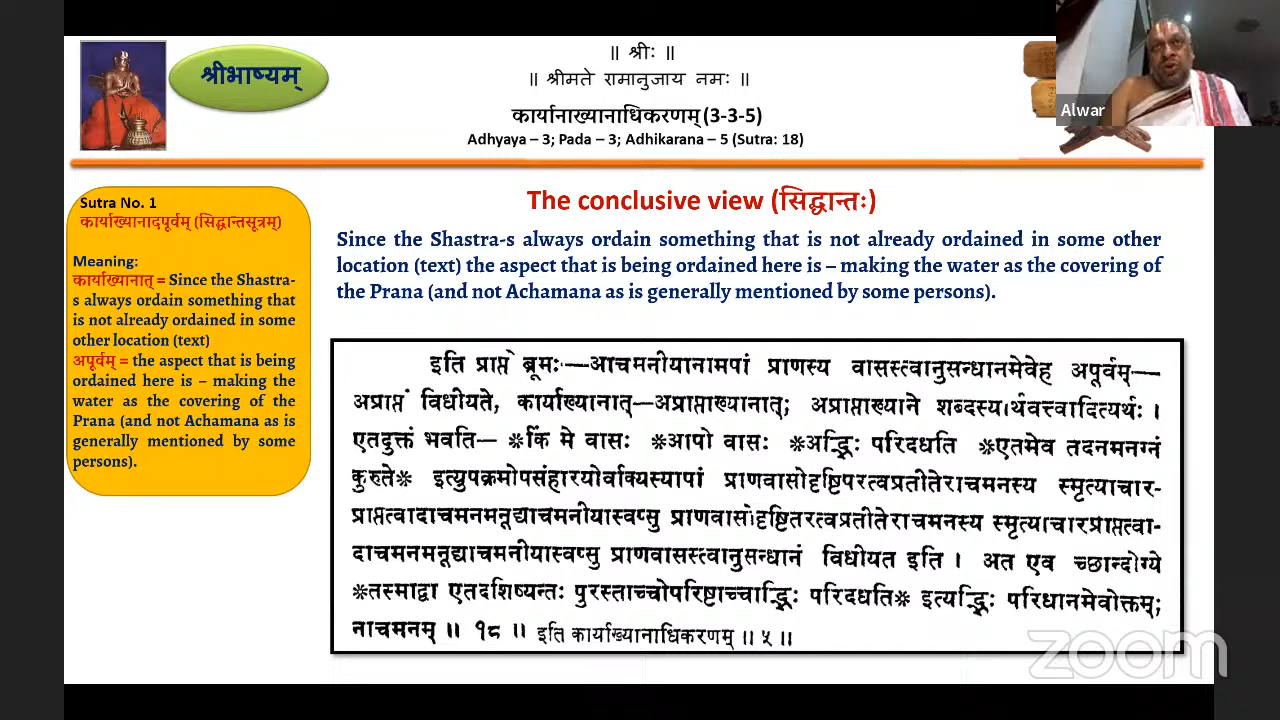 श्रीभाष्यम्
॥ श्रीः ॥
॥ श्रीमते रामानुजाय नमः ॥
कार्यानाख्यानाधिकरणम् (3-3-5)
Adhyaya – 3; Pada – 3; Adhikarana – 5 (Sutra: 18)
Alwar
Sutra No. 1
कार्याख्यानादपूर्वम् (सिद्धान्तसूत्रम्)
Meaning:
कार्याख्यानात् = Since the Shastra-
s always ordain something that
is not already ordained in some
other location (text)
अपूर्वम् = the aspect that is being
ordained here is – making the
water as the covering of the
Prana (and not Achamana as is
generally mentioned by some
persons).
The conclusive view (सिद्धान्तः)
Since the Shastra-s always ordain something that is not already ordained in some other
location (text) the aspect that is being ordained here is – making the water as the covering of
the Prana (and not Achamana as is generally mentioned by some persons).
इति प्राप्ते ब्रूमः—आचमनीयानामपां प्राणस्य वासस्त्वानुसन्धानमेवेह अपूर्वम्—
अप्राप्तं विधीयते, कार्याख्यानात्—अप्राप्ताख्यानात्; अप्राप्ताख्याने शब्दस्यार्थवत्त्वादित्यर्थः ।
एतदुक्तं भवति— ※किं मे वासः ※आपो वासः ※अद्भिः परिदधति ※एतमेव तदनमनग्नं
कुरुते※ इत्युपक्रमोपसंहारयोर्वाक्यस्यापां प्राणवासोदृष्टिपरत्वप्रतीतेराचमनस्य स्मृत्याचार-
प्राप्तत्वादाचमनमनूद्याचमनीयास्वप्सु प्राणवासोदृष्टितरत्वप्रतीतेराचमनस्य स्मृत्याचारप्राप्तत्वा-
दाचमनमनूद्याचमनीयास्वप्सु प्राणवासस्त्वानुसन्धानं विधीयत इति । अत एव च्छान्दोग्ये
※तस्माद्वा एतदशिष्यन्तः पुरस्ताच्चोपरिष्टाच्चाद्भिः परिदधति※ इत्यद्भिः परिधानमेवोक्तम्;
नाचमनम् ॥ १८ ॥ इति कार्याख्यानाधिकरणम् ॥ ५ ॥
zoom